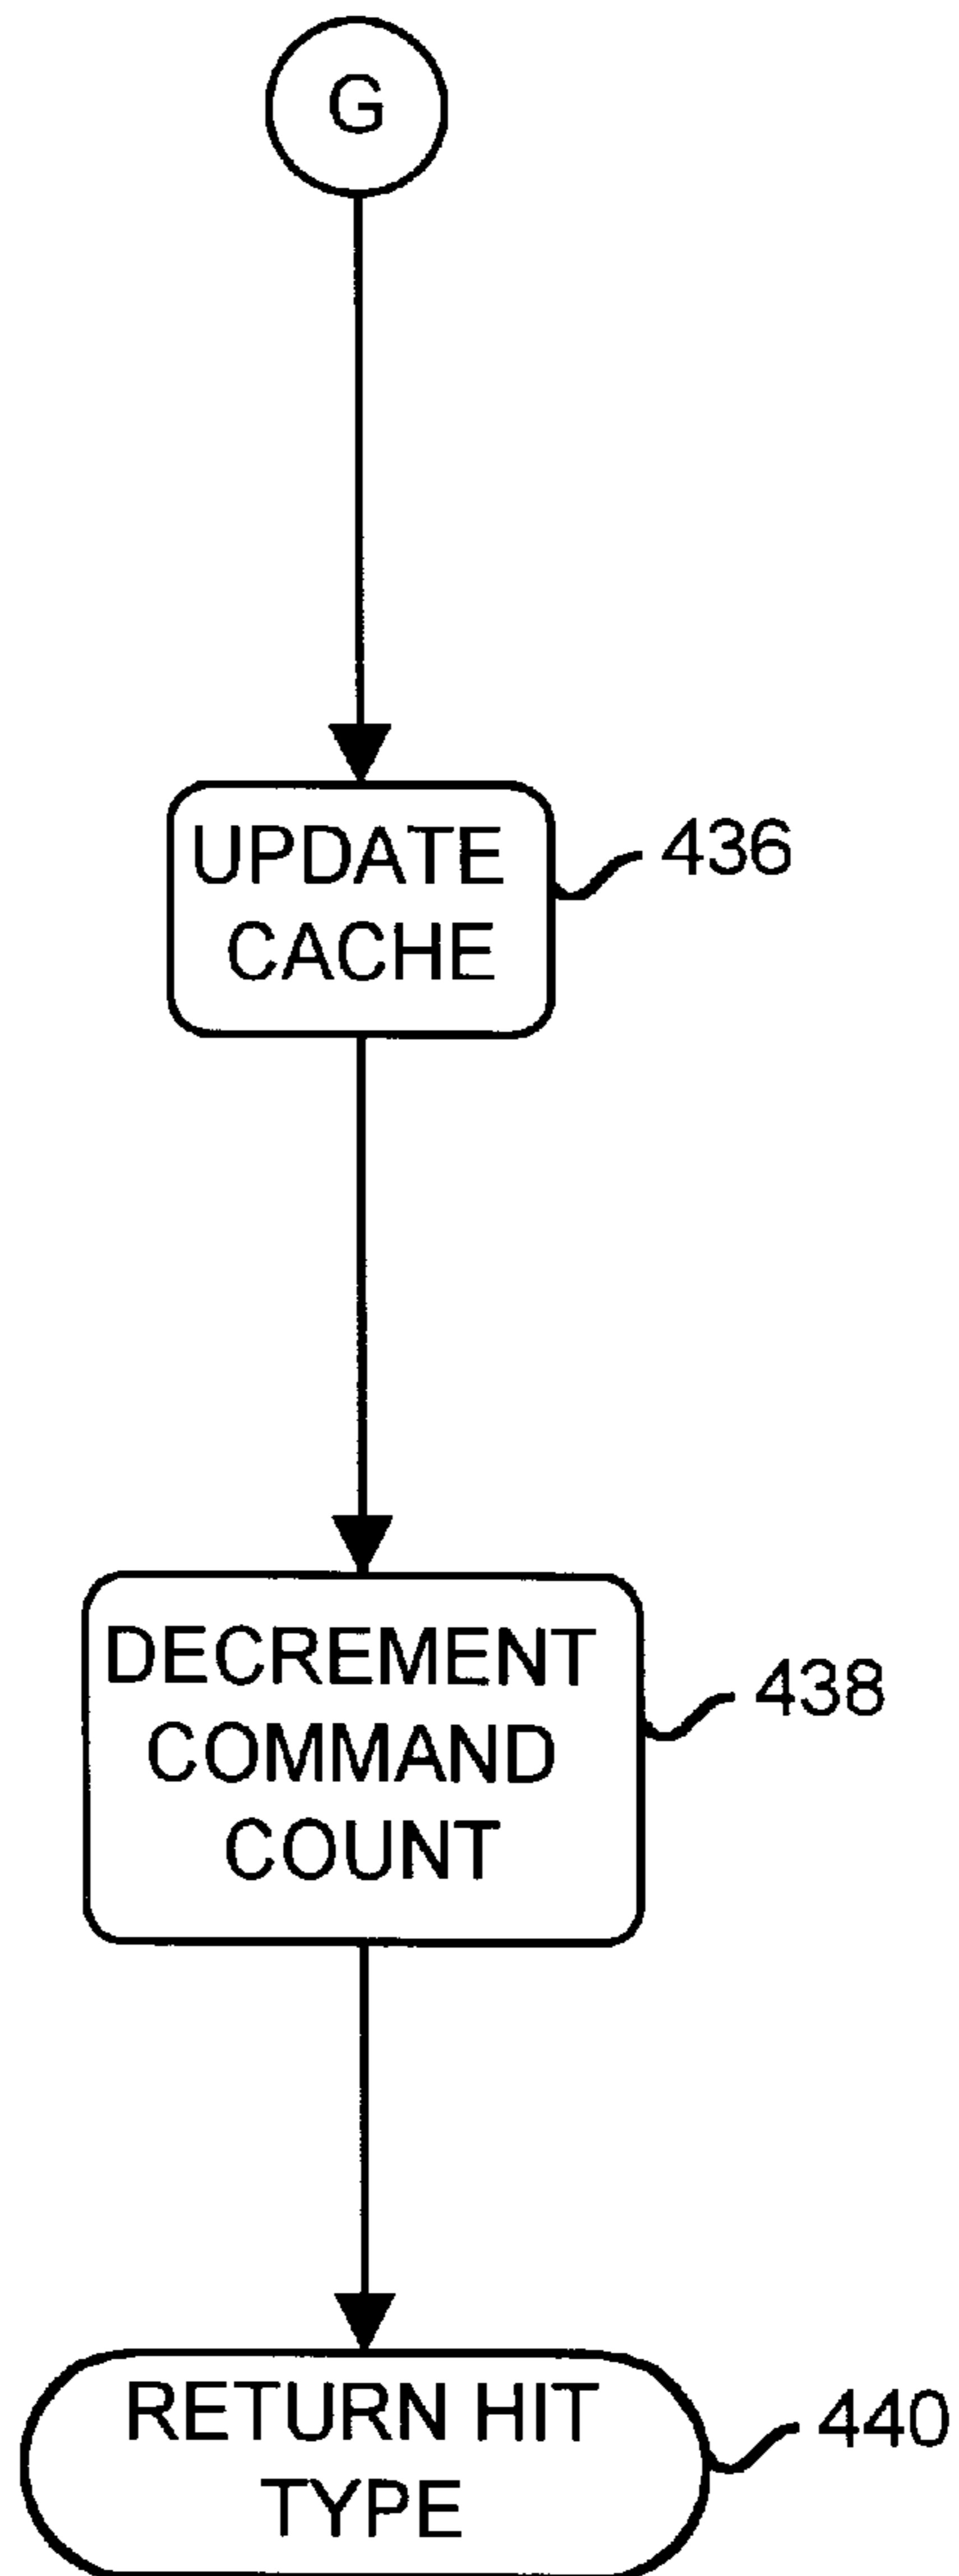 G
UPDATE
CACHE
436
DECREMENT
COMMAND
COUNT
438
RETURN HIT
TYPE
440